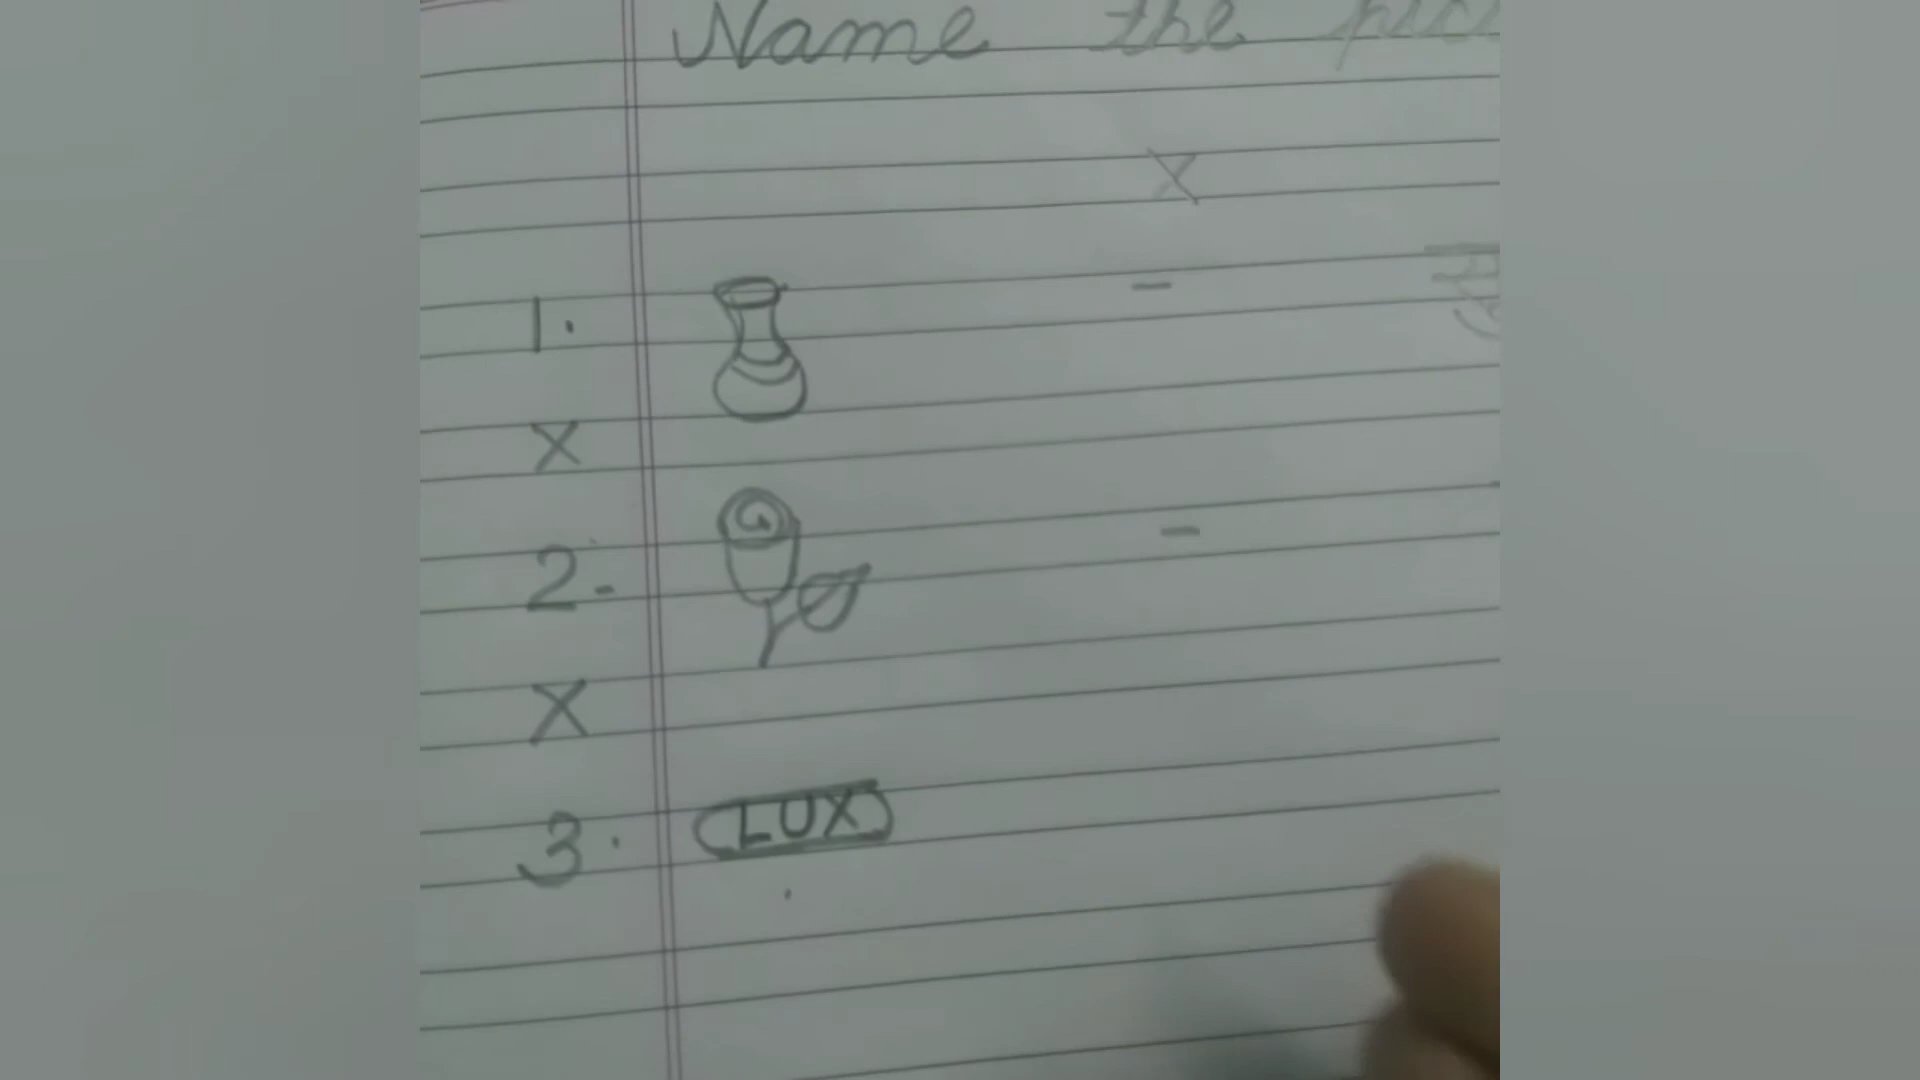 Name the
X
1. -
X
2. -
X
3. LUX